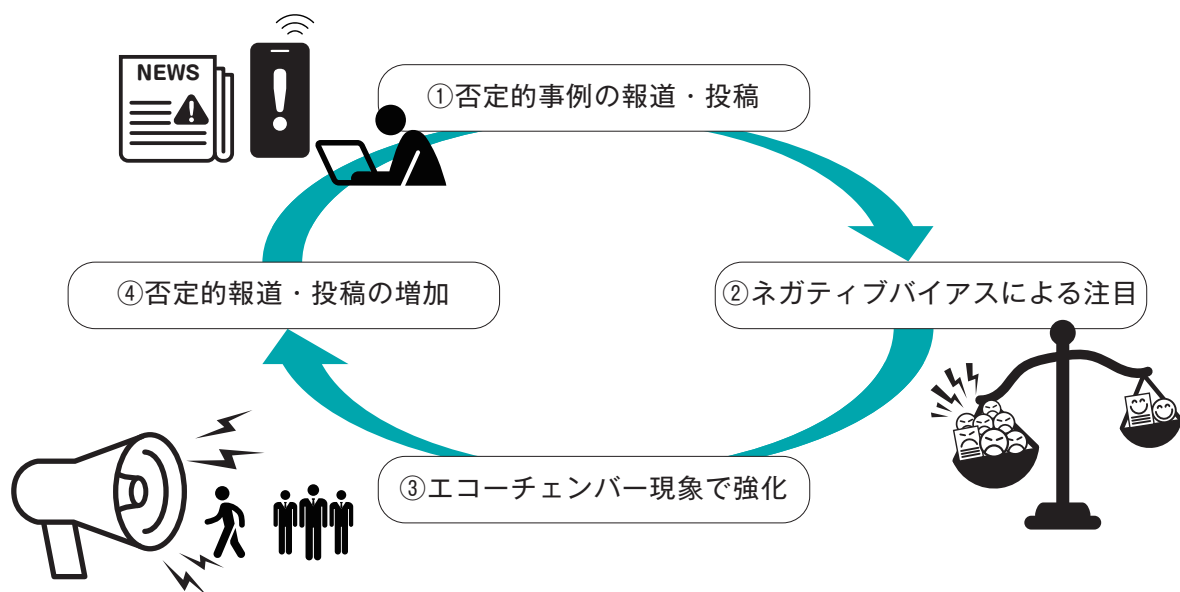 NEWS
①否定的事例の報道・投稿
④否定的報道・投稿の増加
②ネガティブバイアスによる注目
③エコーチェンバー現象で強化